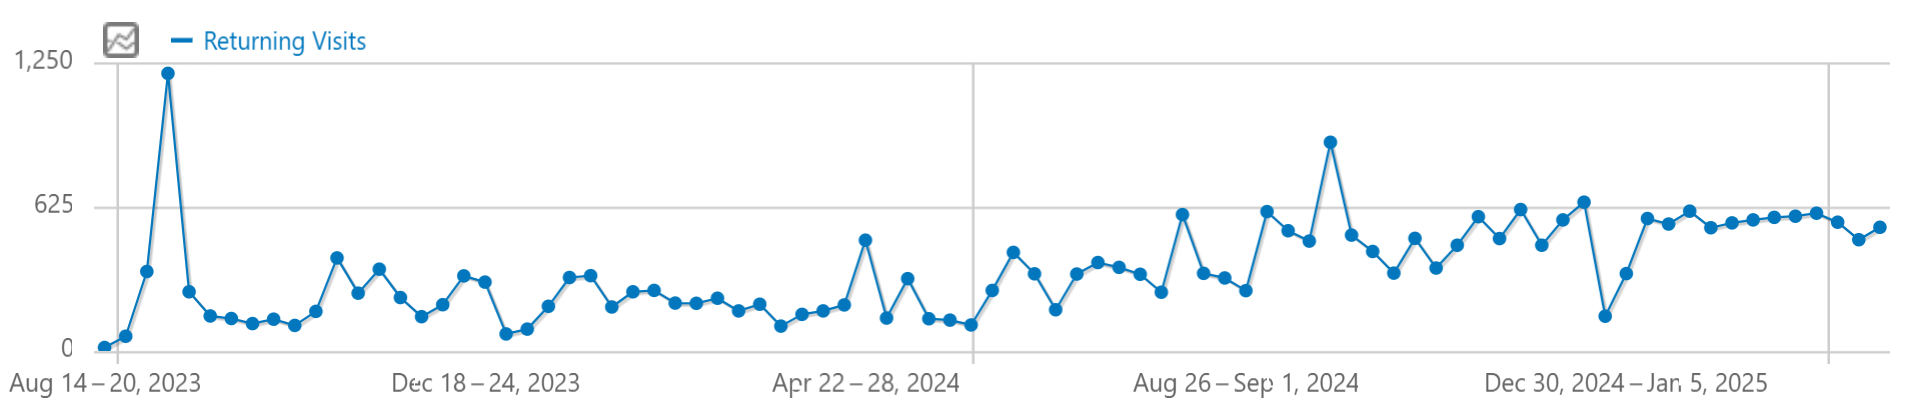 Returning Visits
1,250
625
0
Aug 14 – 20, 2023 Dec 18 – 24, 2023 Apr 22 – 28, 2024 Aug 26 – Sep 1, 2024 Dec 30, 2024 – Jan 5, 2025